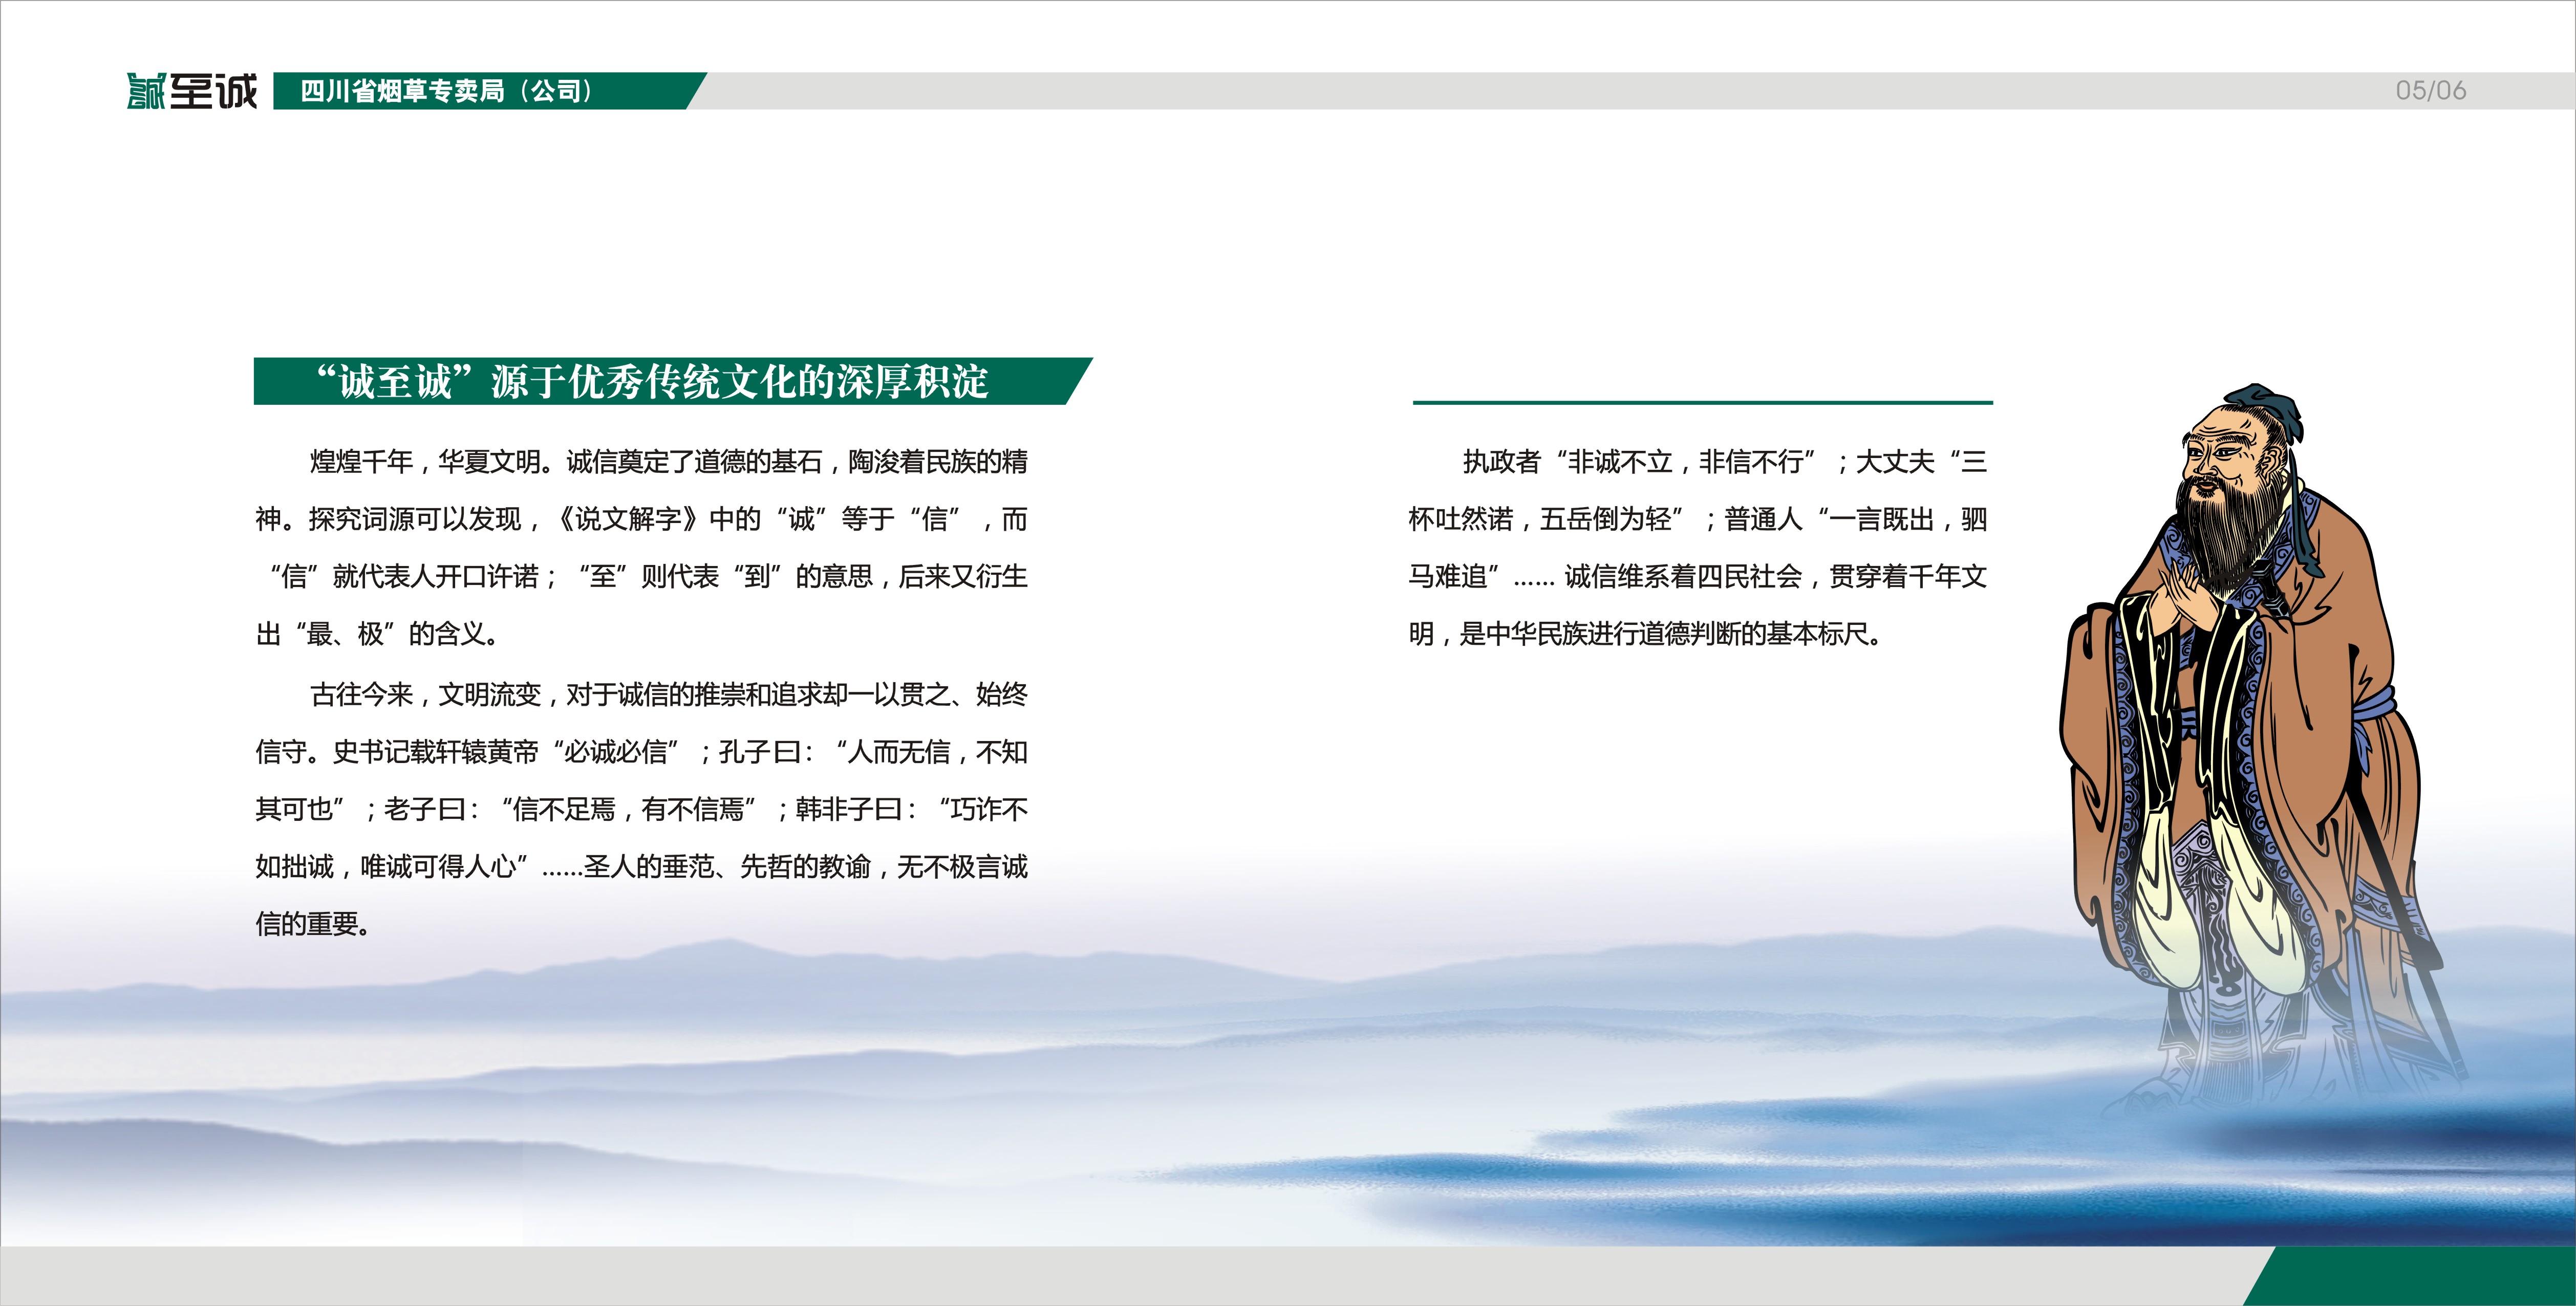 誠至诚
四川省烟草专卖局（公司）
05/06
“诚至诚”源于优秀传统文化的深厚积淀
煌煌千年，华夏文明。诚信奠定了道德的基石，陶浚着民族的精
神。探究词源可以发现，《说文解字》中的“诚”等于“信”，而
“信”就代表人开口许诺；“至”则代表“到”的意思，后来又衍生
出“最、极”的含义。
古往今来，文明流变，对于诚信的推崇和追求却一以贯之、始终
信守。史书记载轩辕黄帝“必诚必信”；孔子曰：“人而无信，不知
其可也”；老子曰：“信不足焉，有不信焉”；韩非子曰：“巧诈不
如拙诚，唯诚可得人心”……圣人的垂范、先哲的教谕，无不极言诚
信的重要。
执政者“非诚不立，非信不行”；大丈夫“三
杯吐然诺，五岳倒为轻”；普通人“一言既出，驷
马难追”……诚信维系着四民社会，贯穿着千年文
明，是中华民族进行道德判断的基本标尺。